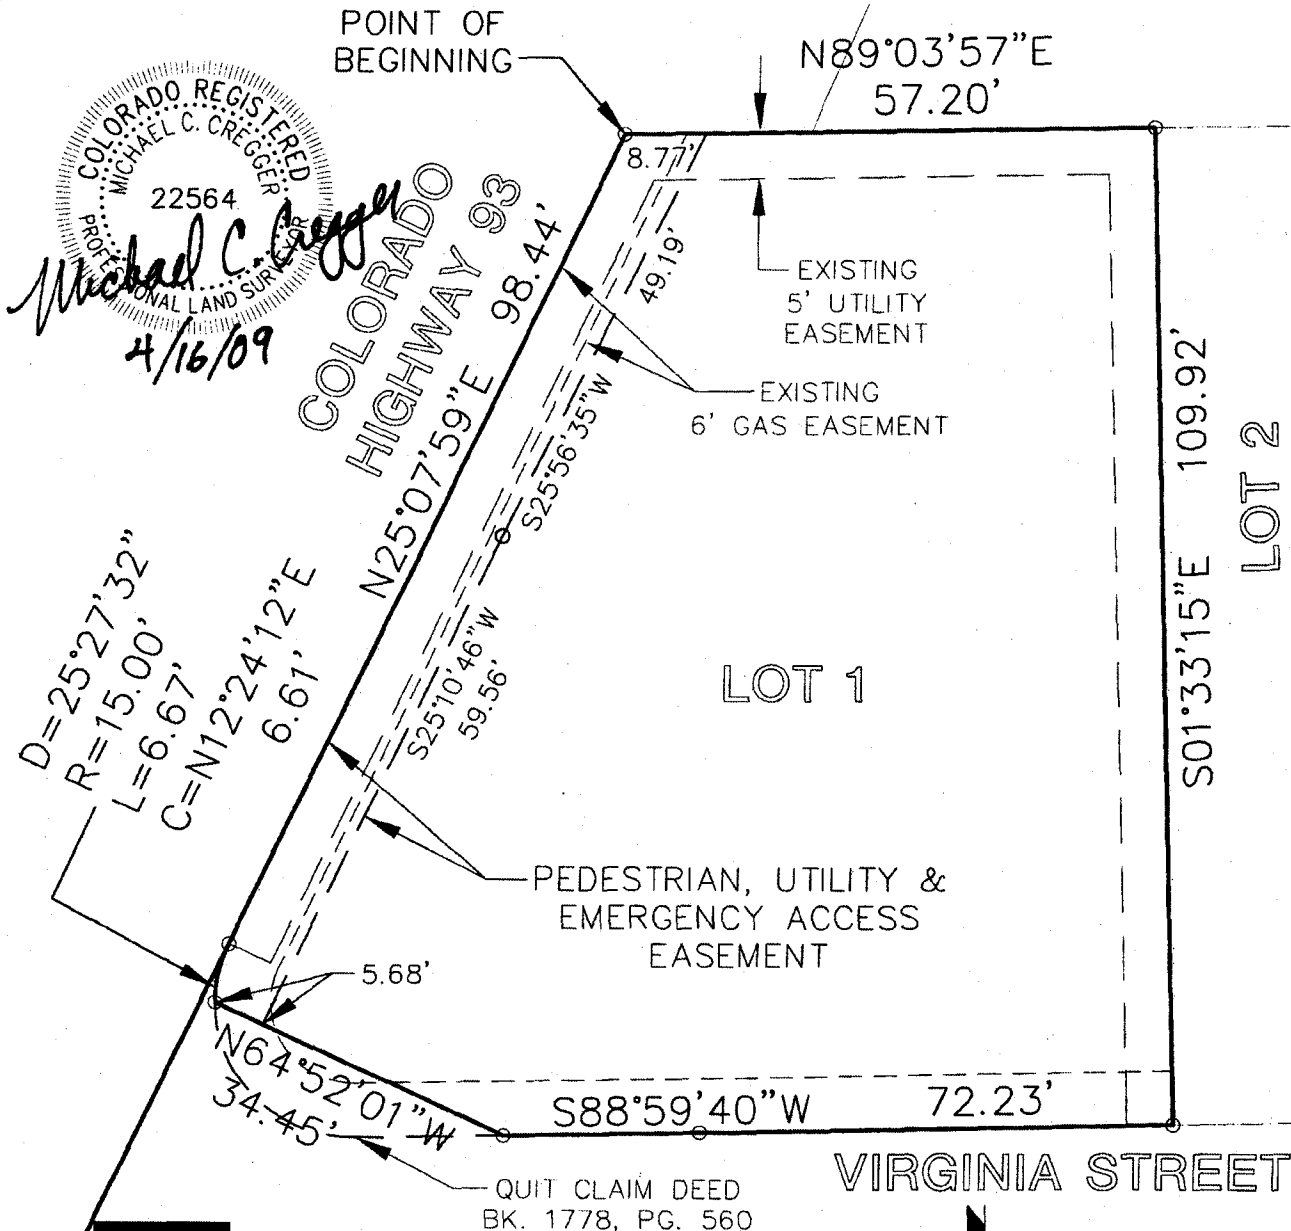 POINT OF
BEGINNING
N89°03'57"E
57.20'
COLORADO REGISTERED
MICHAEL C. CREGGER
22564
PROFESSIONAL LAND SURVEYOR
Michael C. Cregger
4/16/09
COLORADO
HIGHWAY 93
8.77'
49.19'
S25°56'35"W
N25°07'59"E 98.44'
EXISTING
5' UTILITY
EASEMENT
EXISTING
6' GAS EASEMENT
S01°33'15"E 109.92'
LOT 2
LOT 1
D=25°27'32"
R=15.00'
L=6.67'
C=N12°24'12"E
6.61'
S25°10'46"W
59.56'
PEDESTRIAN, UTILITY &
EMERGENCY ACCESS
EASEMENT
5.68'
N64°52'01"W
34.45'
S88°59'40"W 72.23'
VIRGINIA STREET
QUIT CLAIM DEED
BK. 1778, PG. 560
N